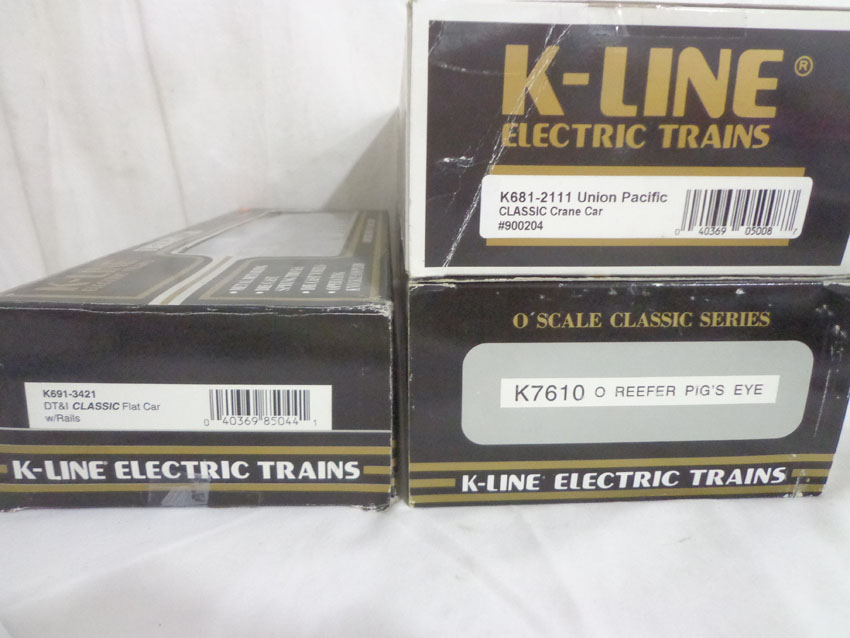 K-LINE®
ELECTRIC TRAINS
K681-2111 Union Pacific
CLASSIC Crane Car
#900204
0 40369 05008 7
O'SCALE CLASSIC SERIES
K7610 O REEFER PIG'S EYE
K-LINE ELECTRIC TRAINS
K-LINE
K691-3421
DT&I CLASSIC Flat Car
w/Rails
0 40369 85044 1
K-LINE ELECTRIC TRAINS